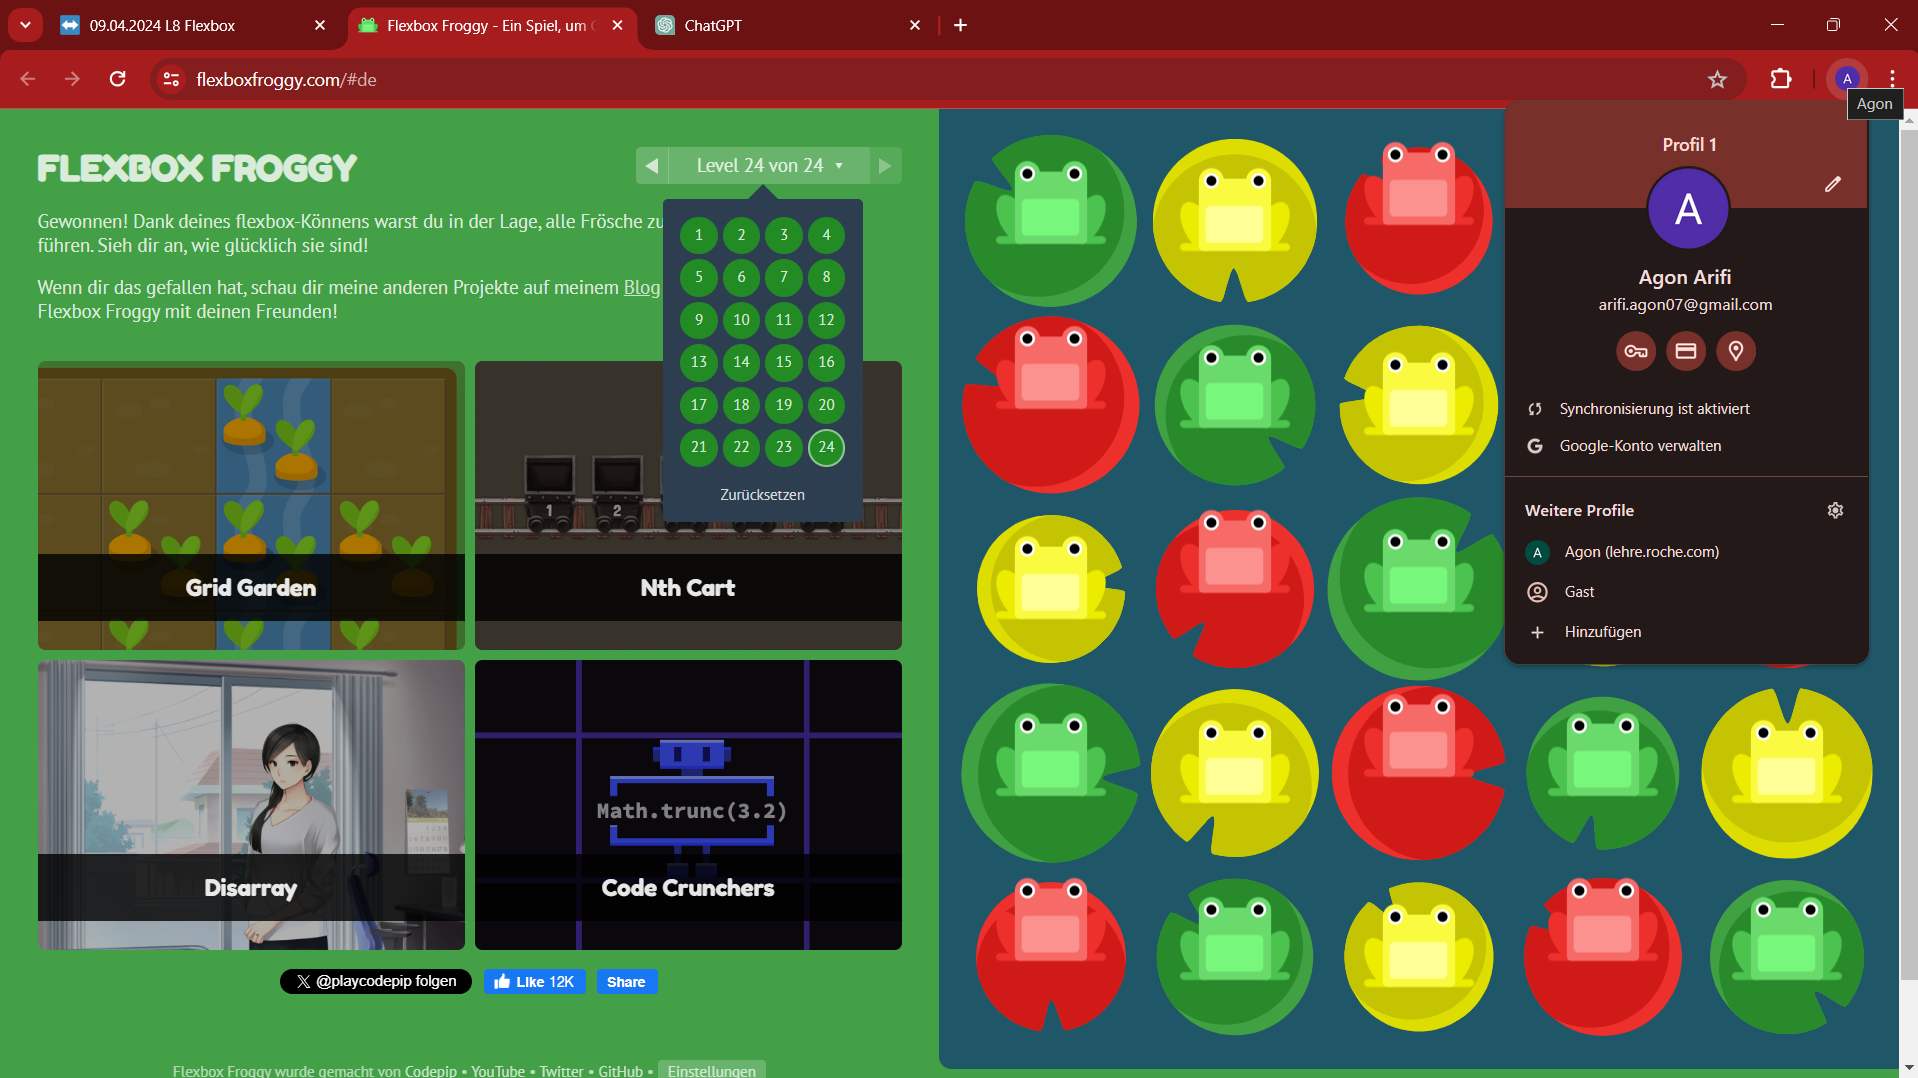 09.04.2024 L8 Flexbox
Flexbox Froggy - Ein Spiel, um
ChatGPT
flexboxfroggy.com/#de
A
Agon
FLEXBOX FROGGY
Level 24 von 24
Gewonnen! Dank deines flexbox-Könnens warst du in der Lage, alle Frösche zu
führen. Sieh dir an, wie glücklich sie sind!
Wenn dir das gefallen hat, schau dir meine anderen Projekte auf meinem Blog
Flexbox Froggy mit deinen Freunden!
1 2 3 4
5 6 7 8
9 10 11 12
13 14 15 16
17 18 19 20
21 22 23 24
Zurücksetzen
1 2
Grid Garden
Nth Cart
Math.trunc(3.2)
Disarray
Code Crunchers
@playcodepip folgen
Like 12K
Share
Flexbox Froggy wurde gemacht von Codepip • YouTube • Twitter • GitHub •
Einstellungen
Profil 1
A
Agon Arifi
arifi.agon07@gmail.com
Synchronisierung ist aktiviert
G Google-Konto verwalten
Weitere Profile
A Agon (lehre.roche.com)
Gast
Hinzufügen